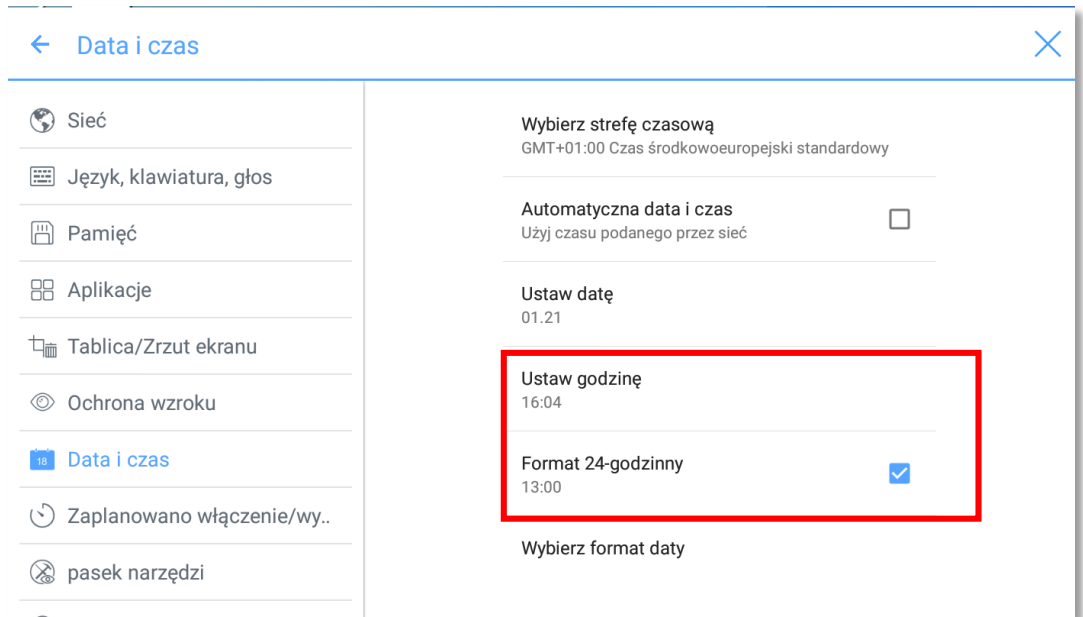 Data i czas
Sieć
Język, klawiatura, głos
Pamięć
Aplikacje
Tablica/Zrzut ekranu
Ochrona wzroku
18
Data i czas
Zaplanowano włączenie/wy..
pasek narzędzi
Wybierz strefę czasową
GMT+01:00 Czas środkowoeuropejski standardowy
Automatyczna data i czas
Użyj czasu podanego przez sieć
Ustaw datę
01.21
Ustaw godzinę
16:04
Format 24-godzinny
13:00
Wybierz format daty